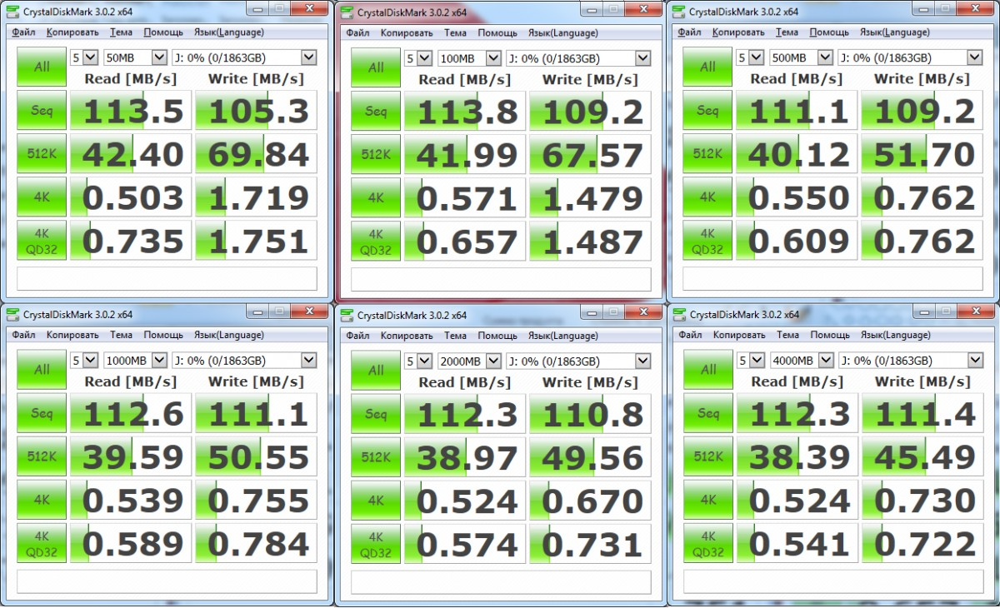 CrystalDiskMark 3.0.2 x64
Файл Копировать Тема Помощь Язык(Language)
All 5 50MB J: 0% (0/1863GB)
Read [MB/s] Write [MB/s]
Seq 113.5 105.3
512K 42.40 69.84
4K 0.503 1.719
4K QD32 0.735 1.751
CrystalDiskMark 3.0.2 x64
Файл Копировать Тема Помощь Язык(Language)
All 5 100MB J: 0% (0/1863GB)
Read [MB/s] Write [MB/s]
Seq 113.8 109.2
512K 41.99 67.57
4K 0.571 1.479
4K QD32 0.657 1.487
CrystalDiskMark 3.0.2 x64
Файл Копировать Тема Помощь Язык(Language)
All 5 500MB J: 0% (0/1863GB)
Read [MB/s] Write [MB/s]
Seq 111.1 109.2
512K 40.12 51.70
4K 0.550 0.762
4K QD32 0.609 0.762
CrystalDiskMark 3.0.2 x64
Файл Копировать Тема Помощь Язык(Language)
All 5 1000MB J: 0% (0/1863GB)
Read [MB/s] Write [MB/s]
Seq 112.6 111.1
512K 39.59 50.55
4K 0.539 0.755
4K QD32 0.589 0.784
CrystalDiskMark 3.0.2 x64
Файл Копировать Тема Помощь Язык(Language)
All 5 2000MB J: 0% (0/1863GB)
Read [MB/s] Write [MB/s]
Seq 112.3 110.8
512K 38.97 49.56
4K 0.524 0.670
4K QD32 0.574 0.731
CrystalDiskMark 3.0.2 x64
Файл Копировать Тема Помощь Язык(Language)
All 5 4000MB J: 0% (0/1863GB)
Read [MB/s] Write [MB/s]
Seq 112.3 111.4
512K 38.39 45.49
4K 0.524 0.730
4K QD32 0.541 0.722